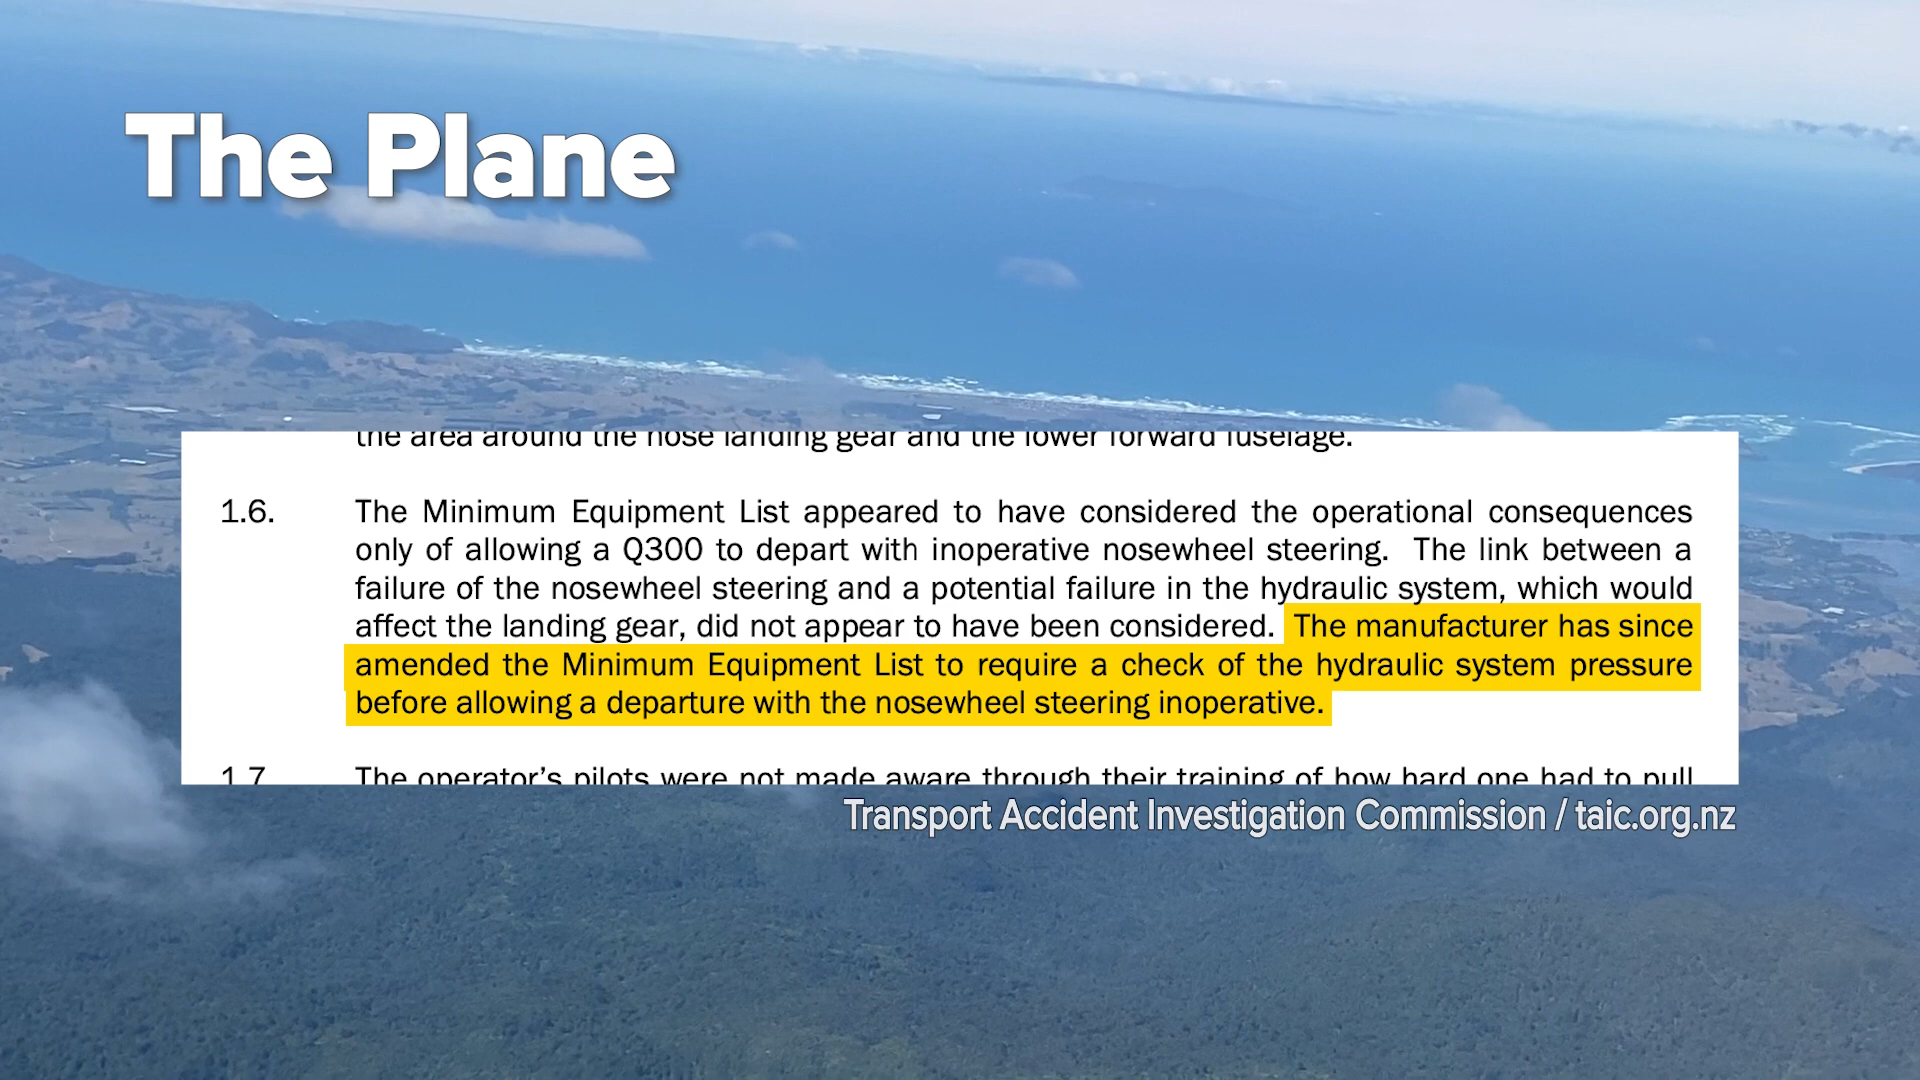 The Plane
the area around the nose landing gear and the lower forward fuselage.
1.6. The Minimum Equipment List appeared to have considered the operational consequences
only of allowing a Q300 to depart with inoperative nosewheel steering. The link between a
failure of the nosewheel steering and a potential failure in the hydraulic system, which would
affect the landing gear, did not appear to have been considered. The manufacturer has since
amended the Minimum Equipment List to require a check of the hydraulic system pressure
before allowing a departure with the nosewheel steering inoperative.
1.7 The operator's pilots were not made aware through their training of how hard one had to pull
Transport Accident Investigation Commission / taic.org.nz